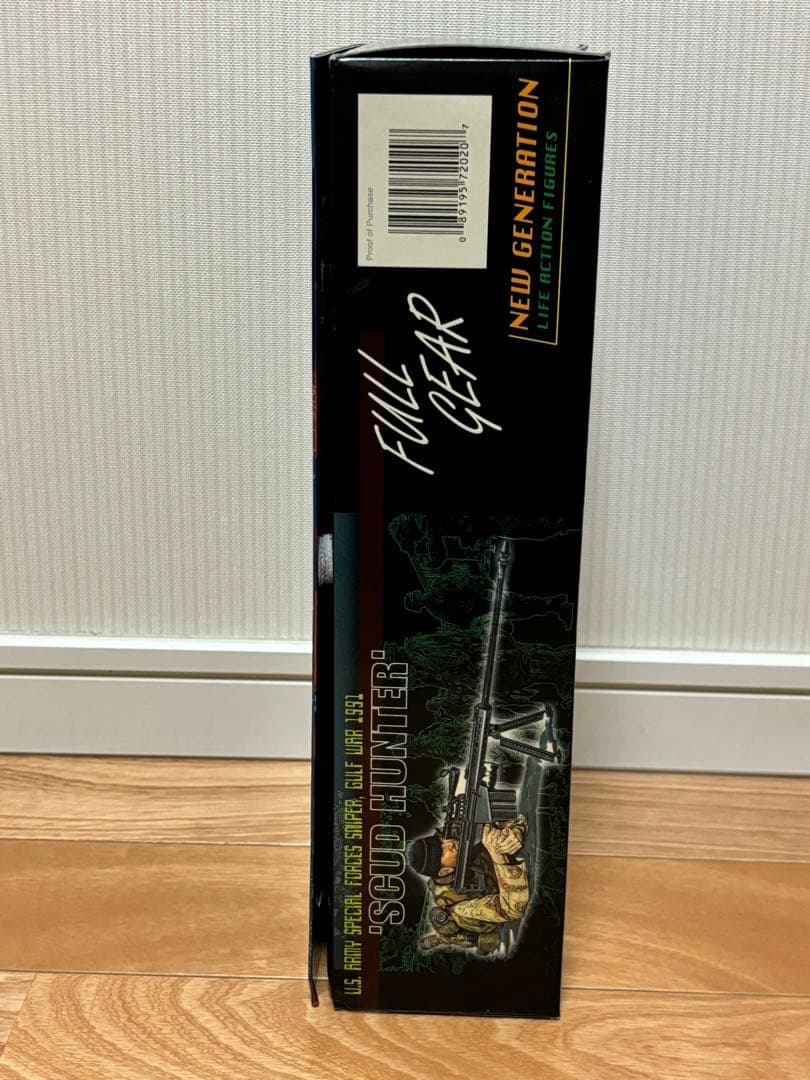 Proof of Purchase
0 89195 72020 7
NEW GENERATION
LIFE ACTION FIGURES
FULL
GEAR
U.S. ARMY SPECIAL FORCES SNIPER, GULF WAR 1991
'SCUD HUNTER'